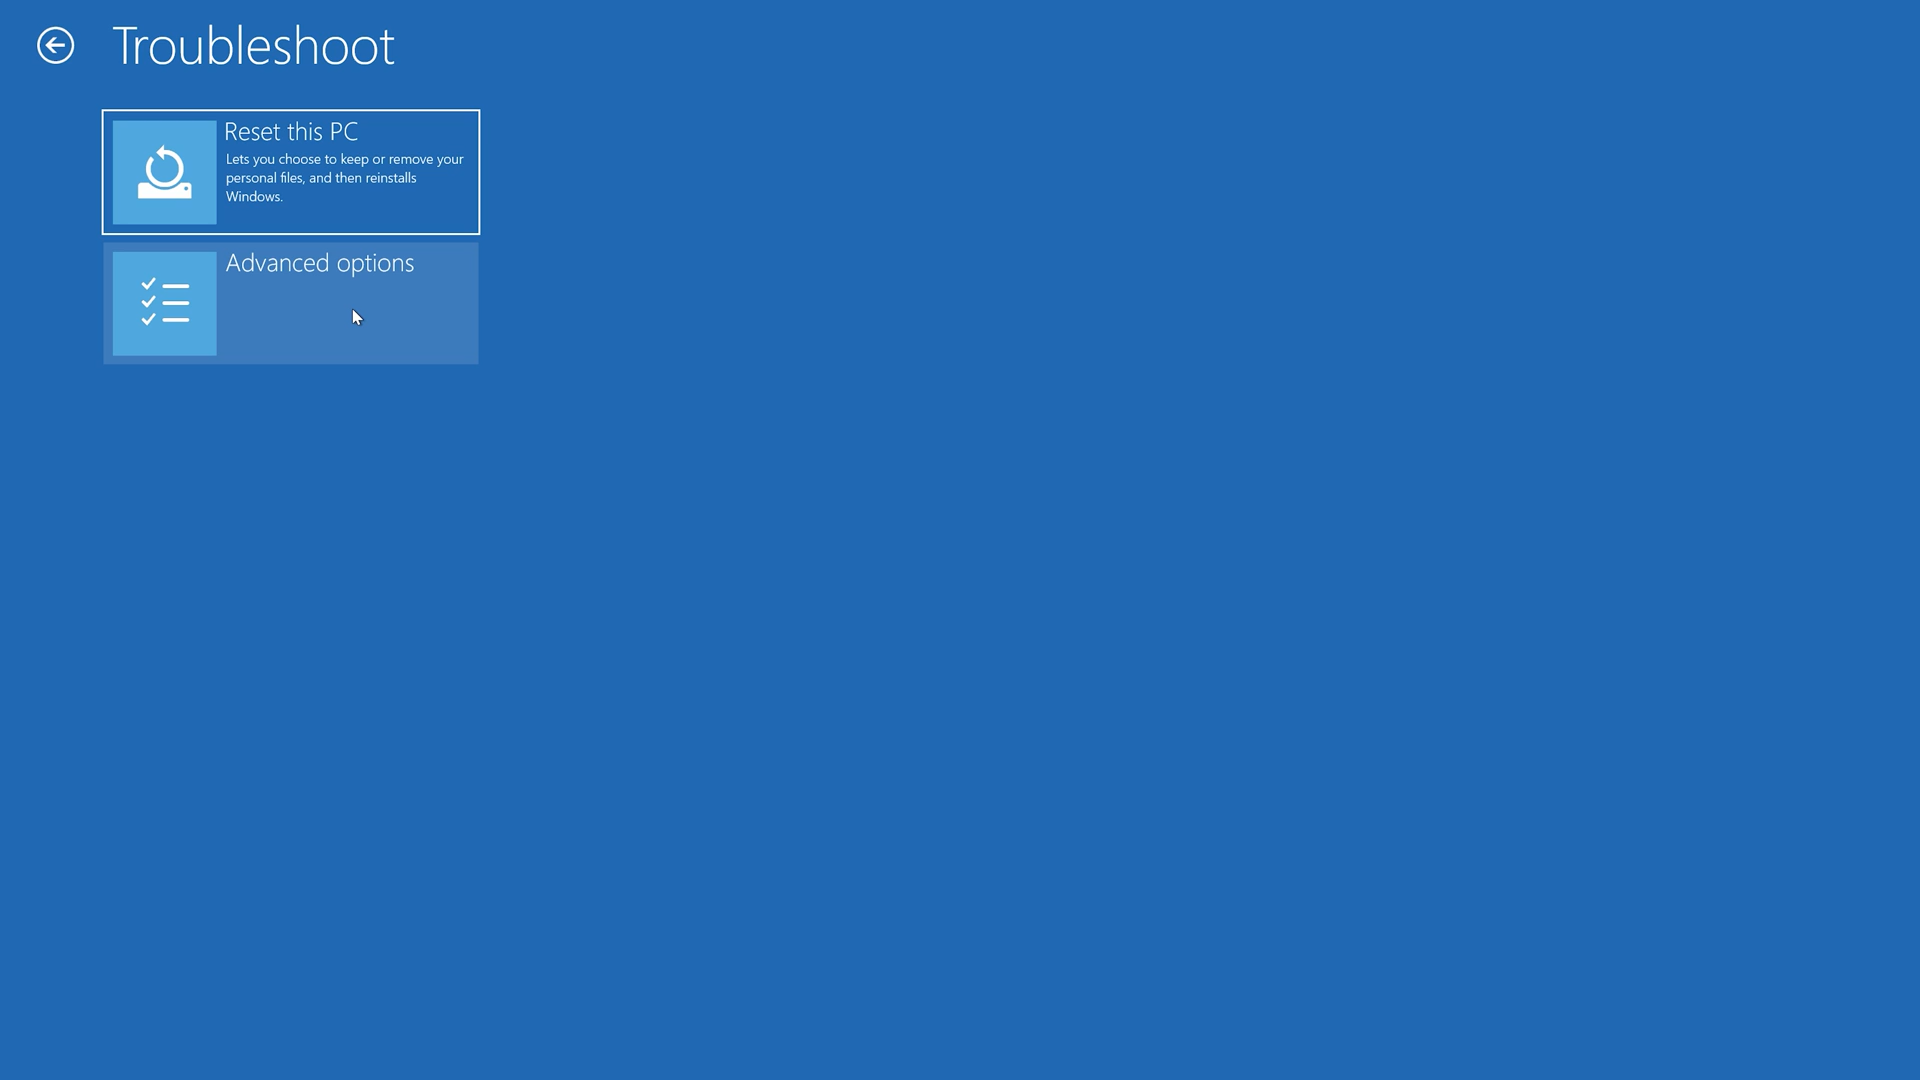 Troubleshoot
Reset this PC
Lets you choose to keep or remove your
personal files, and then reinstalls
Windows.
Advanced options